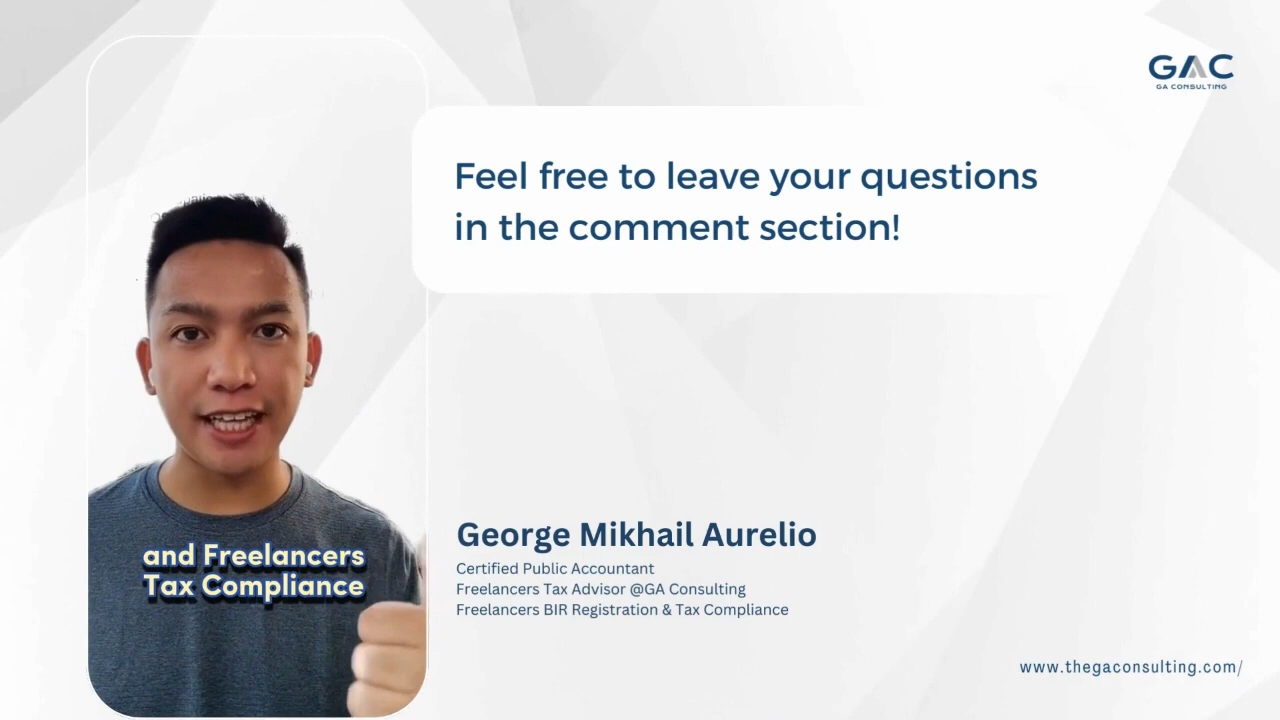 GAC
GA CONSULTING
Feel free to leave your questions
in the comment section!
and Freelancers
Tax Compliance
George Mikhail Aurelio
Certified Public Accountant
Freelancers Tax Advisor @GA Consulting
Freelancers BIR Registration & Tax Compliance
www.thegaconsulting.com/